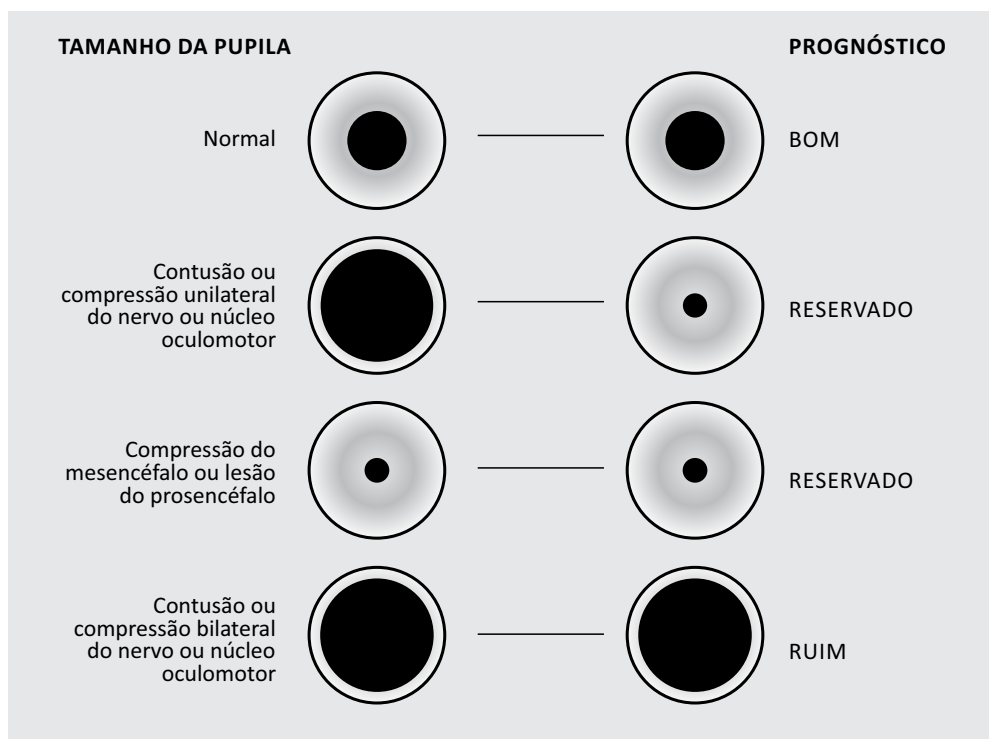 TAMANHO DA PUPILA
PROGNÓSTICO
Normal
BOM
Contusão ou
compressão unilateral
do nervo ou núcleo
oculomotor
RESERVADO
Compressão do
mesencéfalo ou lesão
do prosencéfalo
RESERVADO
Contusão ou
compressão bilateral
do nervo ou núcleo
oculomotor
RUIM